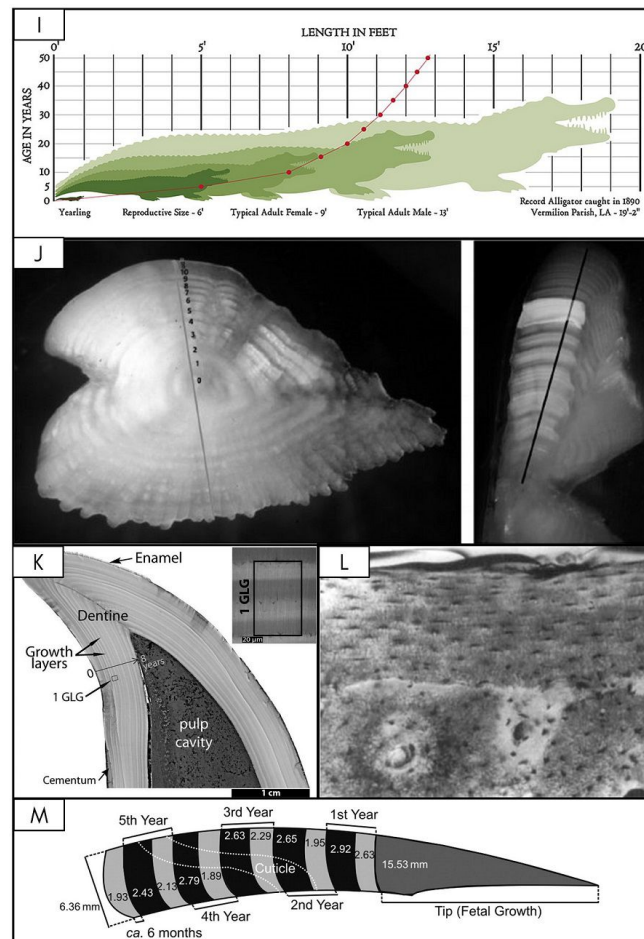 I
LENGTH IN FEET
0' 5' 10' 15' 20'
AGE IN YEARS
50
40
30
20
10
5
0
Yearling Reproductive Size - 6' Typical Adult Female - 9' Typical Adult Male - 13' Record Alligator caught in 1890
Vermilion Parish, LA - 19'-2"
J
10
9
8
7
6
5
4
3
2
1
0
K
Enamel
Dentine
Growth
layers
0
8 years
1 GLG
pulp
cavity
Cementum
1 cm
1 GLG
20 µm
L
M
5th Year 3rd Year 1st Year
6.36 mm 1.93 2.43 2.13 2.79 1.89 2.63 2.29 2.65 1.95 2.92 2.63 15.53 mm
Cuticle
ca. 6 months 4th Year 2nd Year Tip (Fetal Growth)